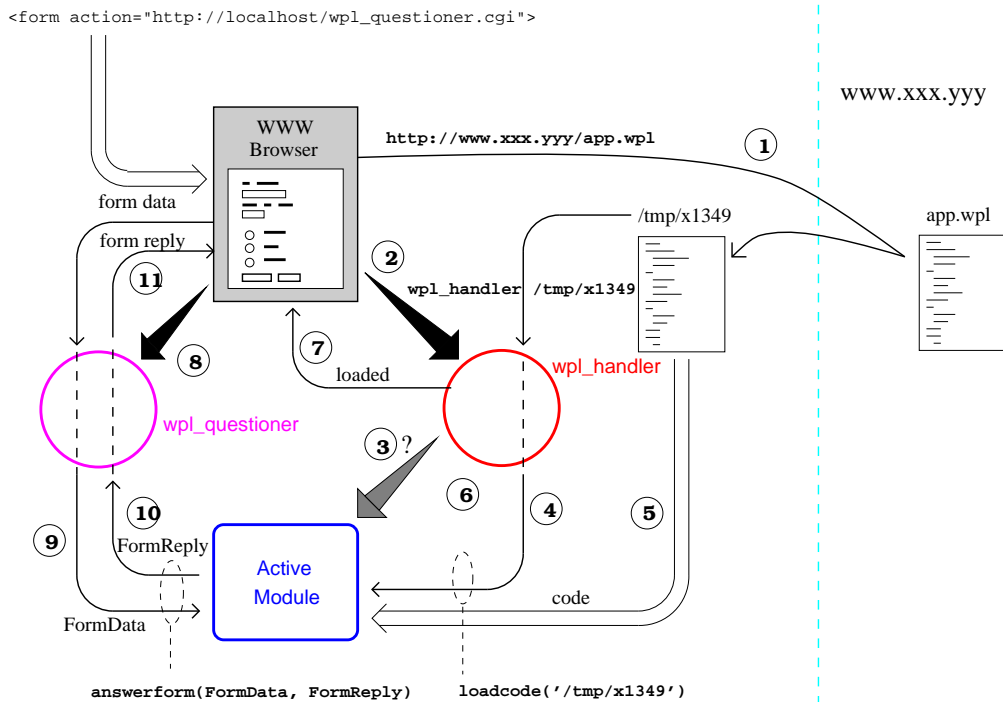 <form action="http://localhost/wpl_questioner.cgi">
www.xxx.yyy
WWW
Browser
http://www.xxx.yyy/app.wpl
1
form data
/tmp/x1349
app.wpl
form reply
2
11
wpl_handler /tmp/x1349
7
8
wpl_handler
loaded
wpl_questioner
3 ?
6
4
5
10
9
FormReply
Active
Module
code
FormData
answerform(FormData, FormReply)
loadcode('/tmp/x1349')